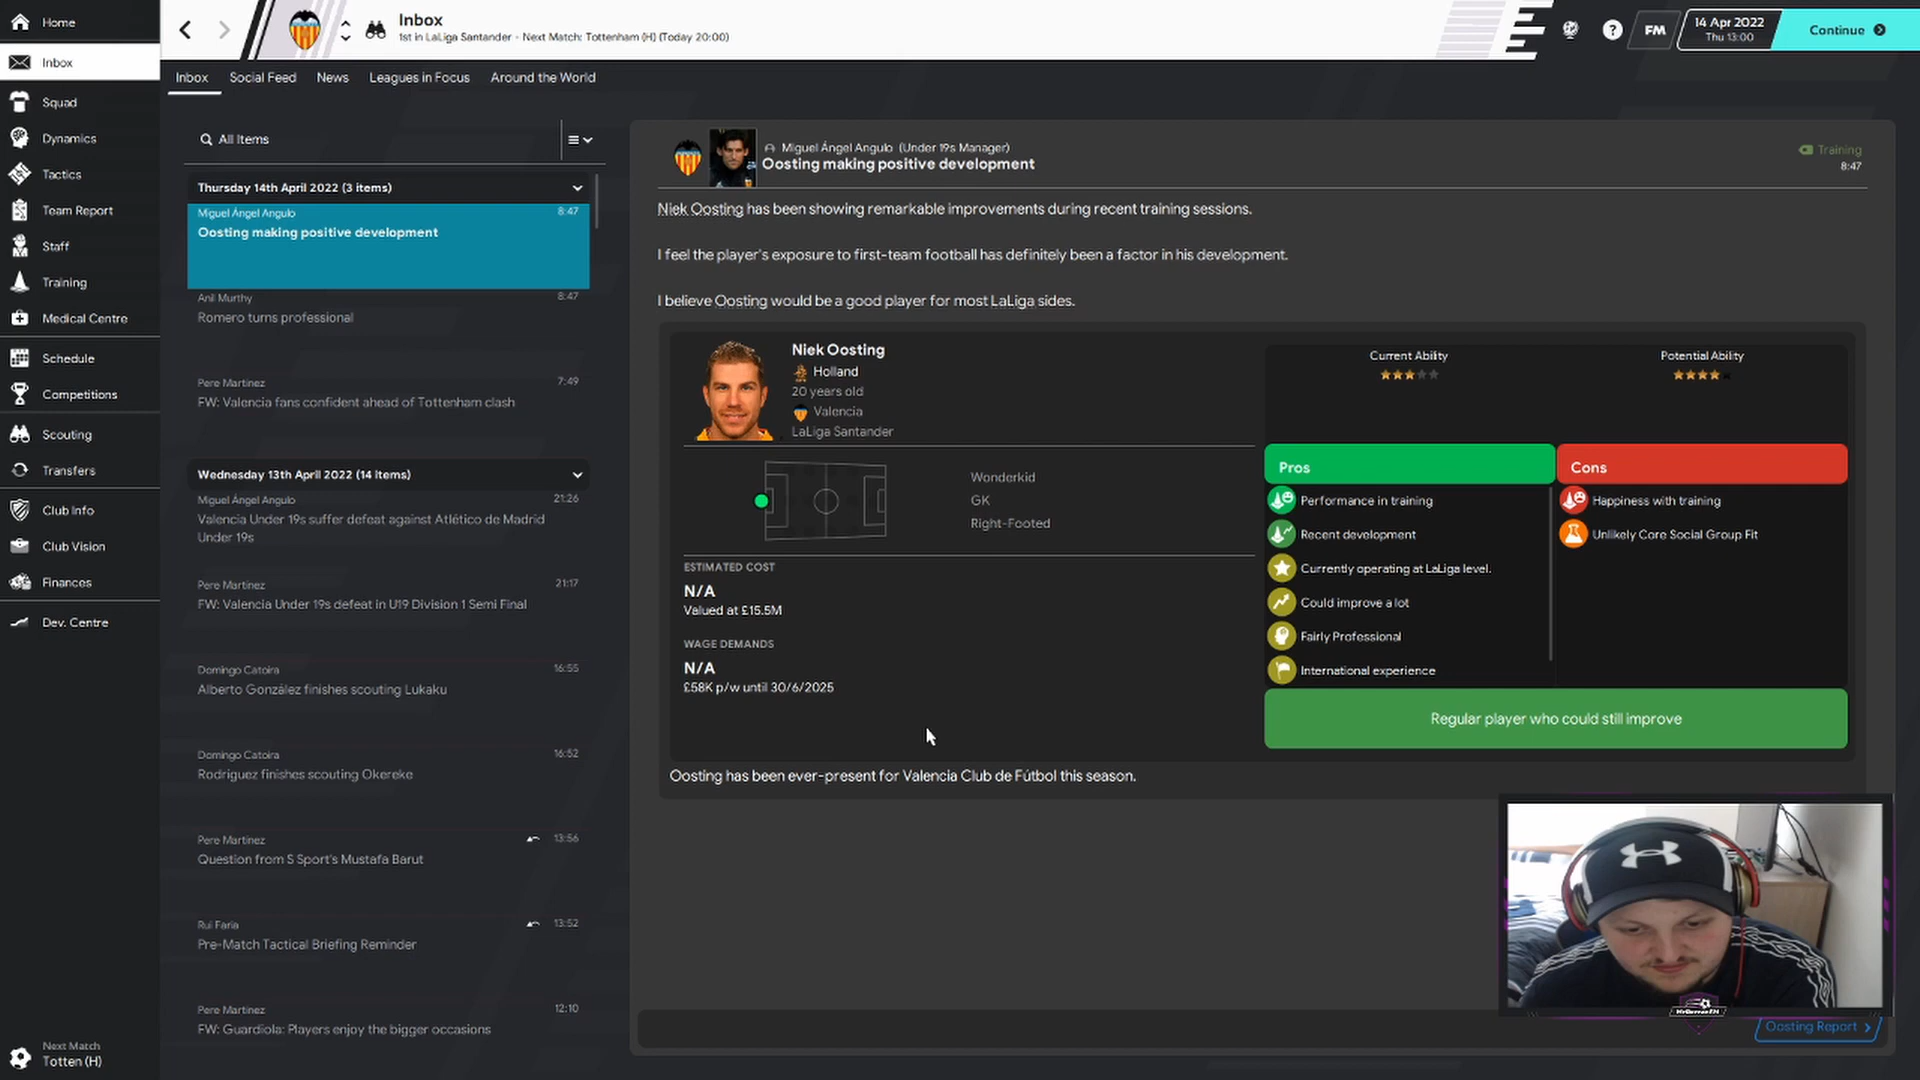 Home
Inbox
Squad
Dynamics
Tactics
Team Report
Staff
Training
Medical Centre
Schedule
Competitions
Scouting
Transfers
Club Info
Club Vision
Finances
Dev. Centre
Next Match
Totten (H)
Inbox
1st in LaLiga Santander - Next Match: Tottenham (H) (Today 20:00)
?
FM
14 Apr 2022
Thu 13:00
Continue
Inbox
Social Feed
News
Leagues in Focus
Around the World
All Items
Thursday 14th April 2022 (3 items)
Miguel Ángel Angulo 8:47
Oosting making positive development
Anil Murthy 8:47
Romero turns professional
Pere Martínez 7:49
FW: Valencia fans confident ahead of Tottenham clash
Wednesday 13th April 2022 (14 items)
Miguel Ángel Angulo 21:26
Valencia Under 19s suffer defeat against Atlético de Madrid
Under 19s
Pere Martínez 21:17
FW: Valencia Under 19s defeat in U19 Division 1 Semi Final
Domingo Catoira 16:55
Alberto González finishes scouting Lukaku
Domingo Catoira 16:52
Rodríguez finishes scouting Okereke
Pere Martínez 13:56
Question from S Sport's Mustafa Barut
Rui Faria 13:52
Pre-Match Tactical Briefing Reminder
Pere Martínez 12:10
FW: Guardiola: Players enjoy the bigger occasions
Miguel Ángel Angulo (Under 19s Manager)
Oosting making positive development
Training
8:47
Niek Oosting has been showing remarkable improvements during recent training sessions.
I feel the player's exposure to first-team football has definitely been a factor in his development.
I believe Oosting would be a good player for most LaLiga sides.
Niek Oosting
Holland
20 years old
Valencia
LaLiga Santander
Wonderkid
GK
Right-Footed
ESTIMATED COST
N/A
Valued at £15.5M
WAGE DEMANDS
N/A
£58K p/w until 30/6/2025
Current Ability
Potential Ability
Pros
Performance in training
Recent development
Currently operating at LaLiga level.
Could improve a lot
Fairly Professional
International experience
Cons
Happiness with training
Unlikely Core Social Group Fit
Regular player who could still improve
Oosting has been ever-present for Valencia Club de Fútbol this season.
Oosting Report